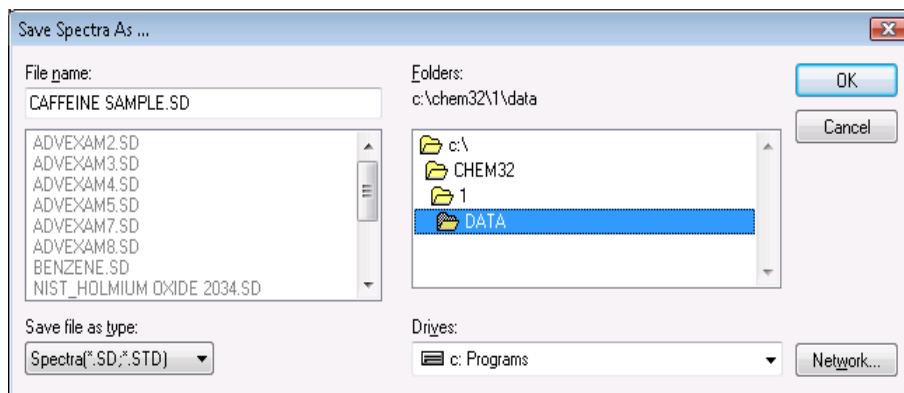 Save Spectra As ...
File name:
CAFFEINE SAMPLE.SD
ADVEXAM2.SD
ADVEXAM3.SD
ADVEXAM4.SD
ADVEXAM5.SD
ADVEXAM7.SD
ADVEXAM8.SD
BENZENE.SD
NIST_HOLMIUM OXIDE 2034.SD
Save file as type:
Spectra(*.SD;*.STD)
Folders:
c:\chem32\1\data
c:\
CHEM32
1
DATA
Drives:
c: Programs
OK
Cancel
Network...